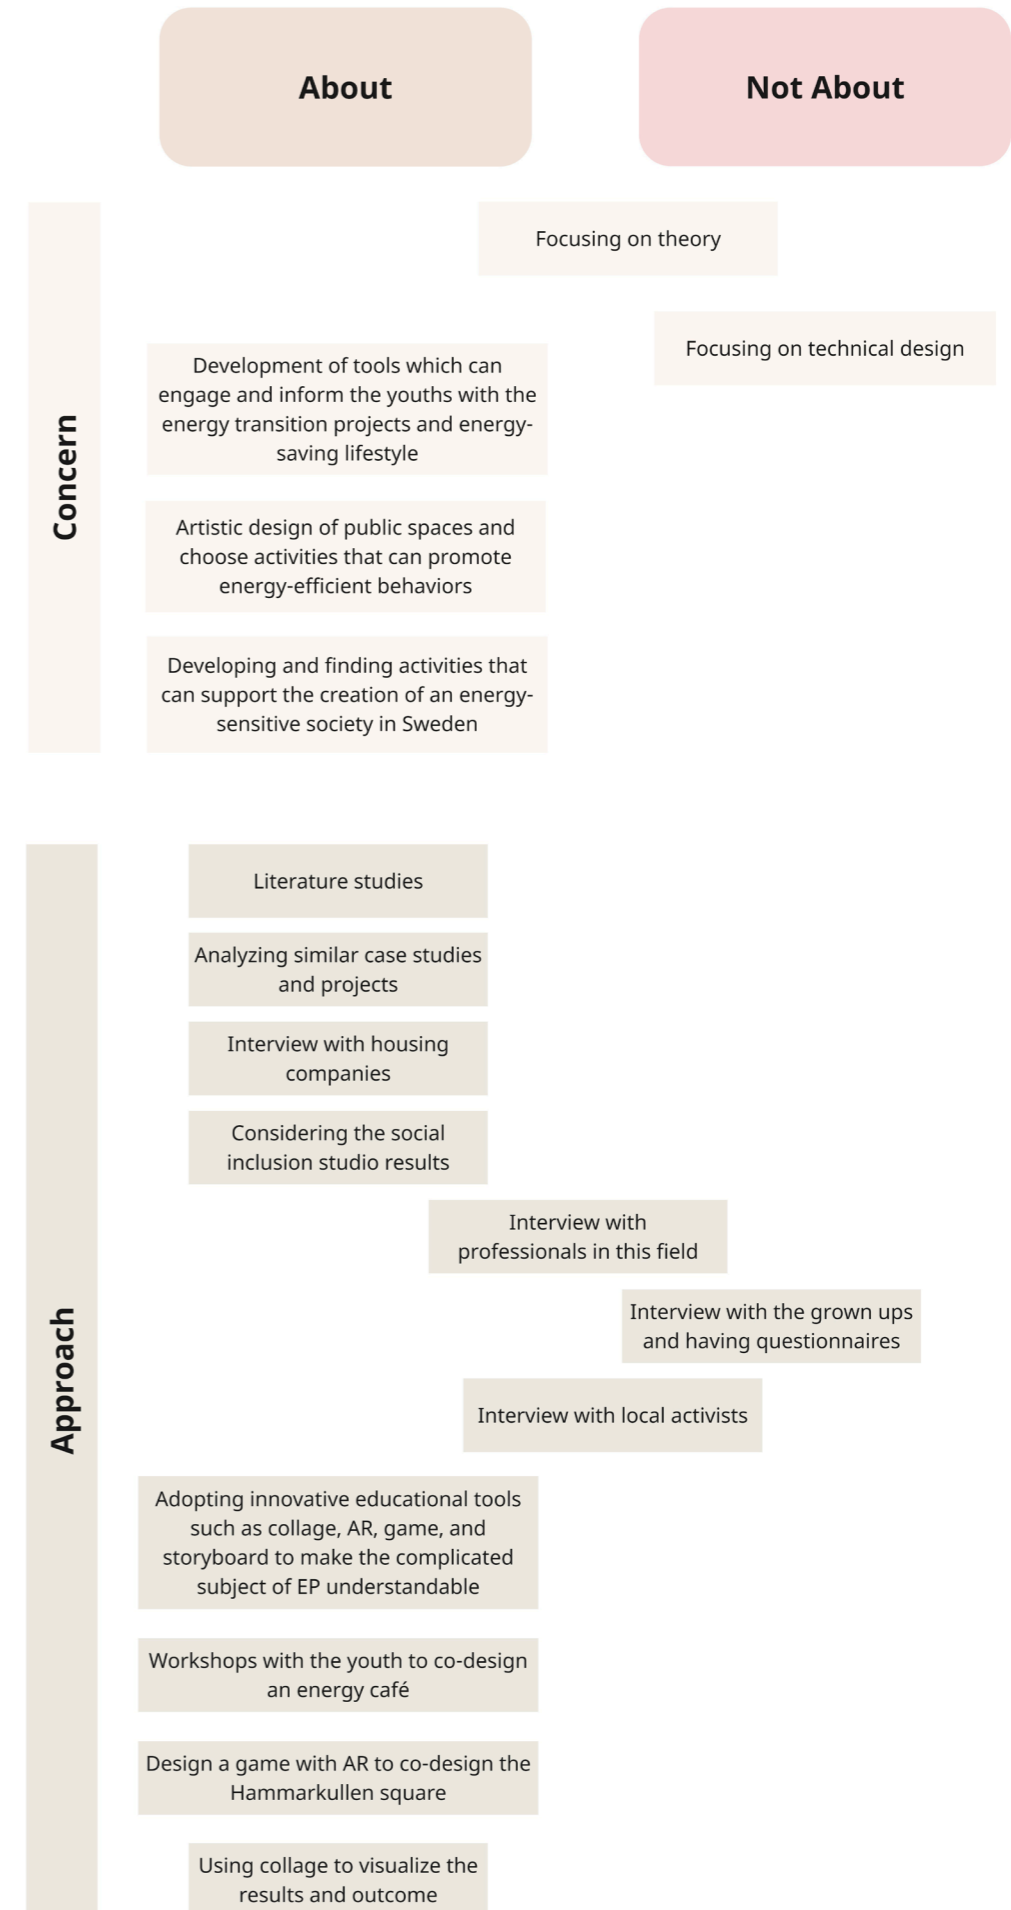 About
Not About
Concern
Focusing on theory
Focusing on technical design
Development of tools which can
engage and inform the youths with the
energy transition projects and energy-
saving lifestyle
Artistic design of public spaces and
choose activities that can promote
energy-efficient behaviors
Developing and finding activities that
can support the creation of an energy-
sensitive society in Sweden
Approach
Literature studies
Analyzing similar case studies
and projects
Interview with housing
companies
Considering the social
inclusion studio results
Interview with
professionals in this field
Interview with the grown ups
and having questionnaires
Interview with local activists
Adopting innovative educational tools
such as collage, AR, game, and
storyboard to make the complicated
subject of EP understandable
Workshops with the youth to co-design
an energy café
Design a game with AR to co-design the
Hammarkullen square
Using collage to visualize the
results and outcome